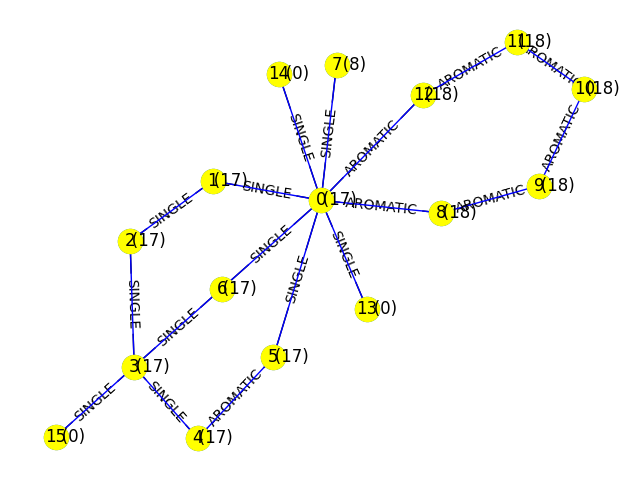 11(18)
AROMATIC
AROMATIC
14(0)
7(8)
10(18)
12(18)
SINGLE
SINGLE
AROMATIC
AROMATIC
1(17)
SINGLE
9(18)
SINGLE
0(17)
AROMATIC
AROMATIC
8(18)
2(17)
SINGLE
SINGLE
SINGLE
6(17)
SINGLE
13(0)
SINGLE
5(17)
3(17)
SINGLE
SINGLE
AROMATIC
15(0)
4(17)